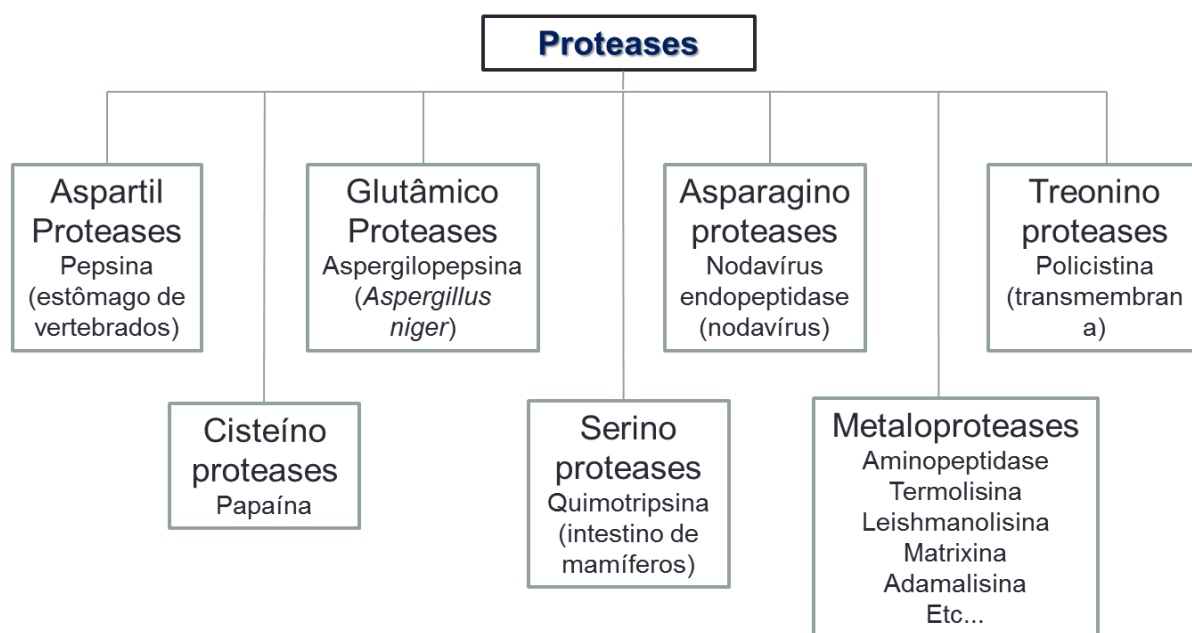 Proteases
Aspartil
Proteases
Pepsina
(estômago de
vertebrados)
Glutâmico
Proteases
Aspergilopepsina
(Aspergillus
niger)
Asparagino
proteases
Nodavírus
endopeptidase
(nodavírus)
Treonino
proteases
Policistina
(transmembran
a)
Cisteíno
proteases
Papaína
Serino
proteases
Quimotripsina
(intestino de
mamíferos)
Metaloproteases
Aminopeptidase
Termolisina
Leishmanolisina
Matrixina
Adamalisina
Etc...